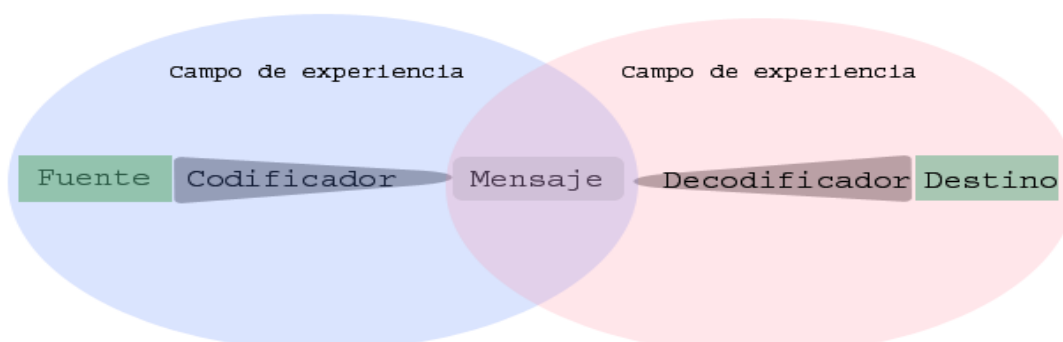 Campo de experiencia Campo de experiencia
Fuente Codificador Mensaje Decodificador Destino